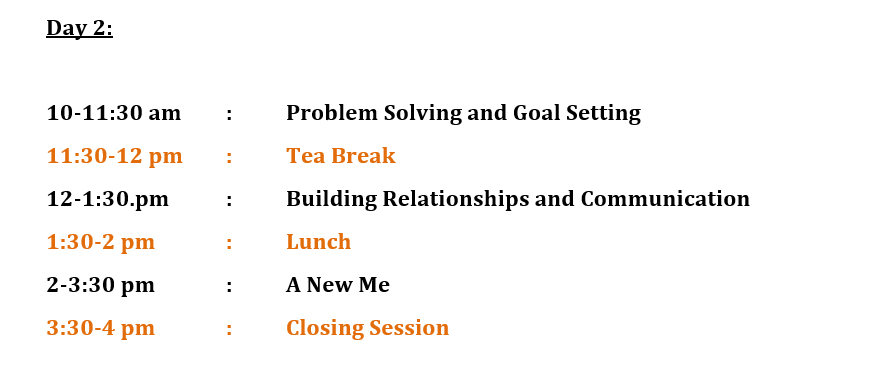 Day 2:
10-11:30 am : Problem Solving and Goal Setting
11:30-12 pm : Tea Break
12-1:30.pm : Building Relationships and Communication
1:30-2 pm : Lunch
2-3:30 pm : A New Me
3:30-4 pm : Closing Session